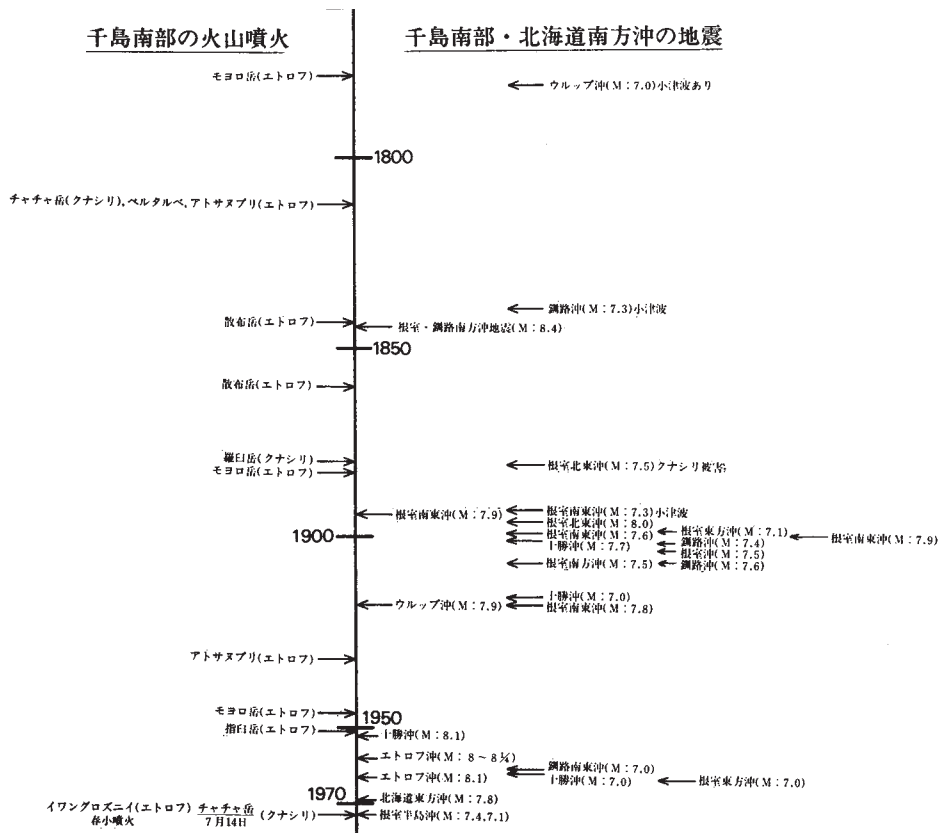 千島南部の火山噴火
千島南部・北海道南方沖の地震
モヨロ岳(エトロフ)
ウルップ沖(M:7.0)小津波あり
1800
チャチャ岳(クナシリ),ベルタルベ,アトサヌプリ(エトロフ)
釧路沖(M:7.3)小津波
散布岳(エトロフ)
根室・釧路南方沖地震(M:8.4)
1850
散布岳(エトロフ)
羅臼岳(クナシリ)
根室北東沖(M:7.5)クナシリ被害
モヨロ岳(エトロフ)
根室南東沖(M:7.9)
根室南東沖(M:7.3)小津波
根室北東沖(M:8.0)
根室東方沖(M:7.1)
1900
根室南東沖(M:7.6)
根室南東沖(M:7.9)
十勝沖(M:7.7)
釧路沖(M:7.4)
根室沖(M:7.5)
根室南方沖(M:7.5)
釧路沖(M:7.6)
十勝沖(M:7.0)
ウルップ沖(M:7.9)
根室南東沖(M:7.8)
アトサヌプリ(エトロフ)
モヨロ岳(エトロフ)
1950
指臼岳(エトロフ)
十勝沖(M:8.1)
エトロフ沖(M:8~8¼)
釧路南東沖(M:7.0)
エトロフ沖(M:8.1)
十勝沖(M:7.0)
根室東方沖(M:7.0)
1970
北海道東方沖(M:7.8)
イワングロズニイ(エトロフ) チャチャ岳 (クナシリ)
春小噴火 7月14日
根室半島沖(M:7.4,7.1)